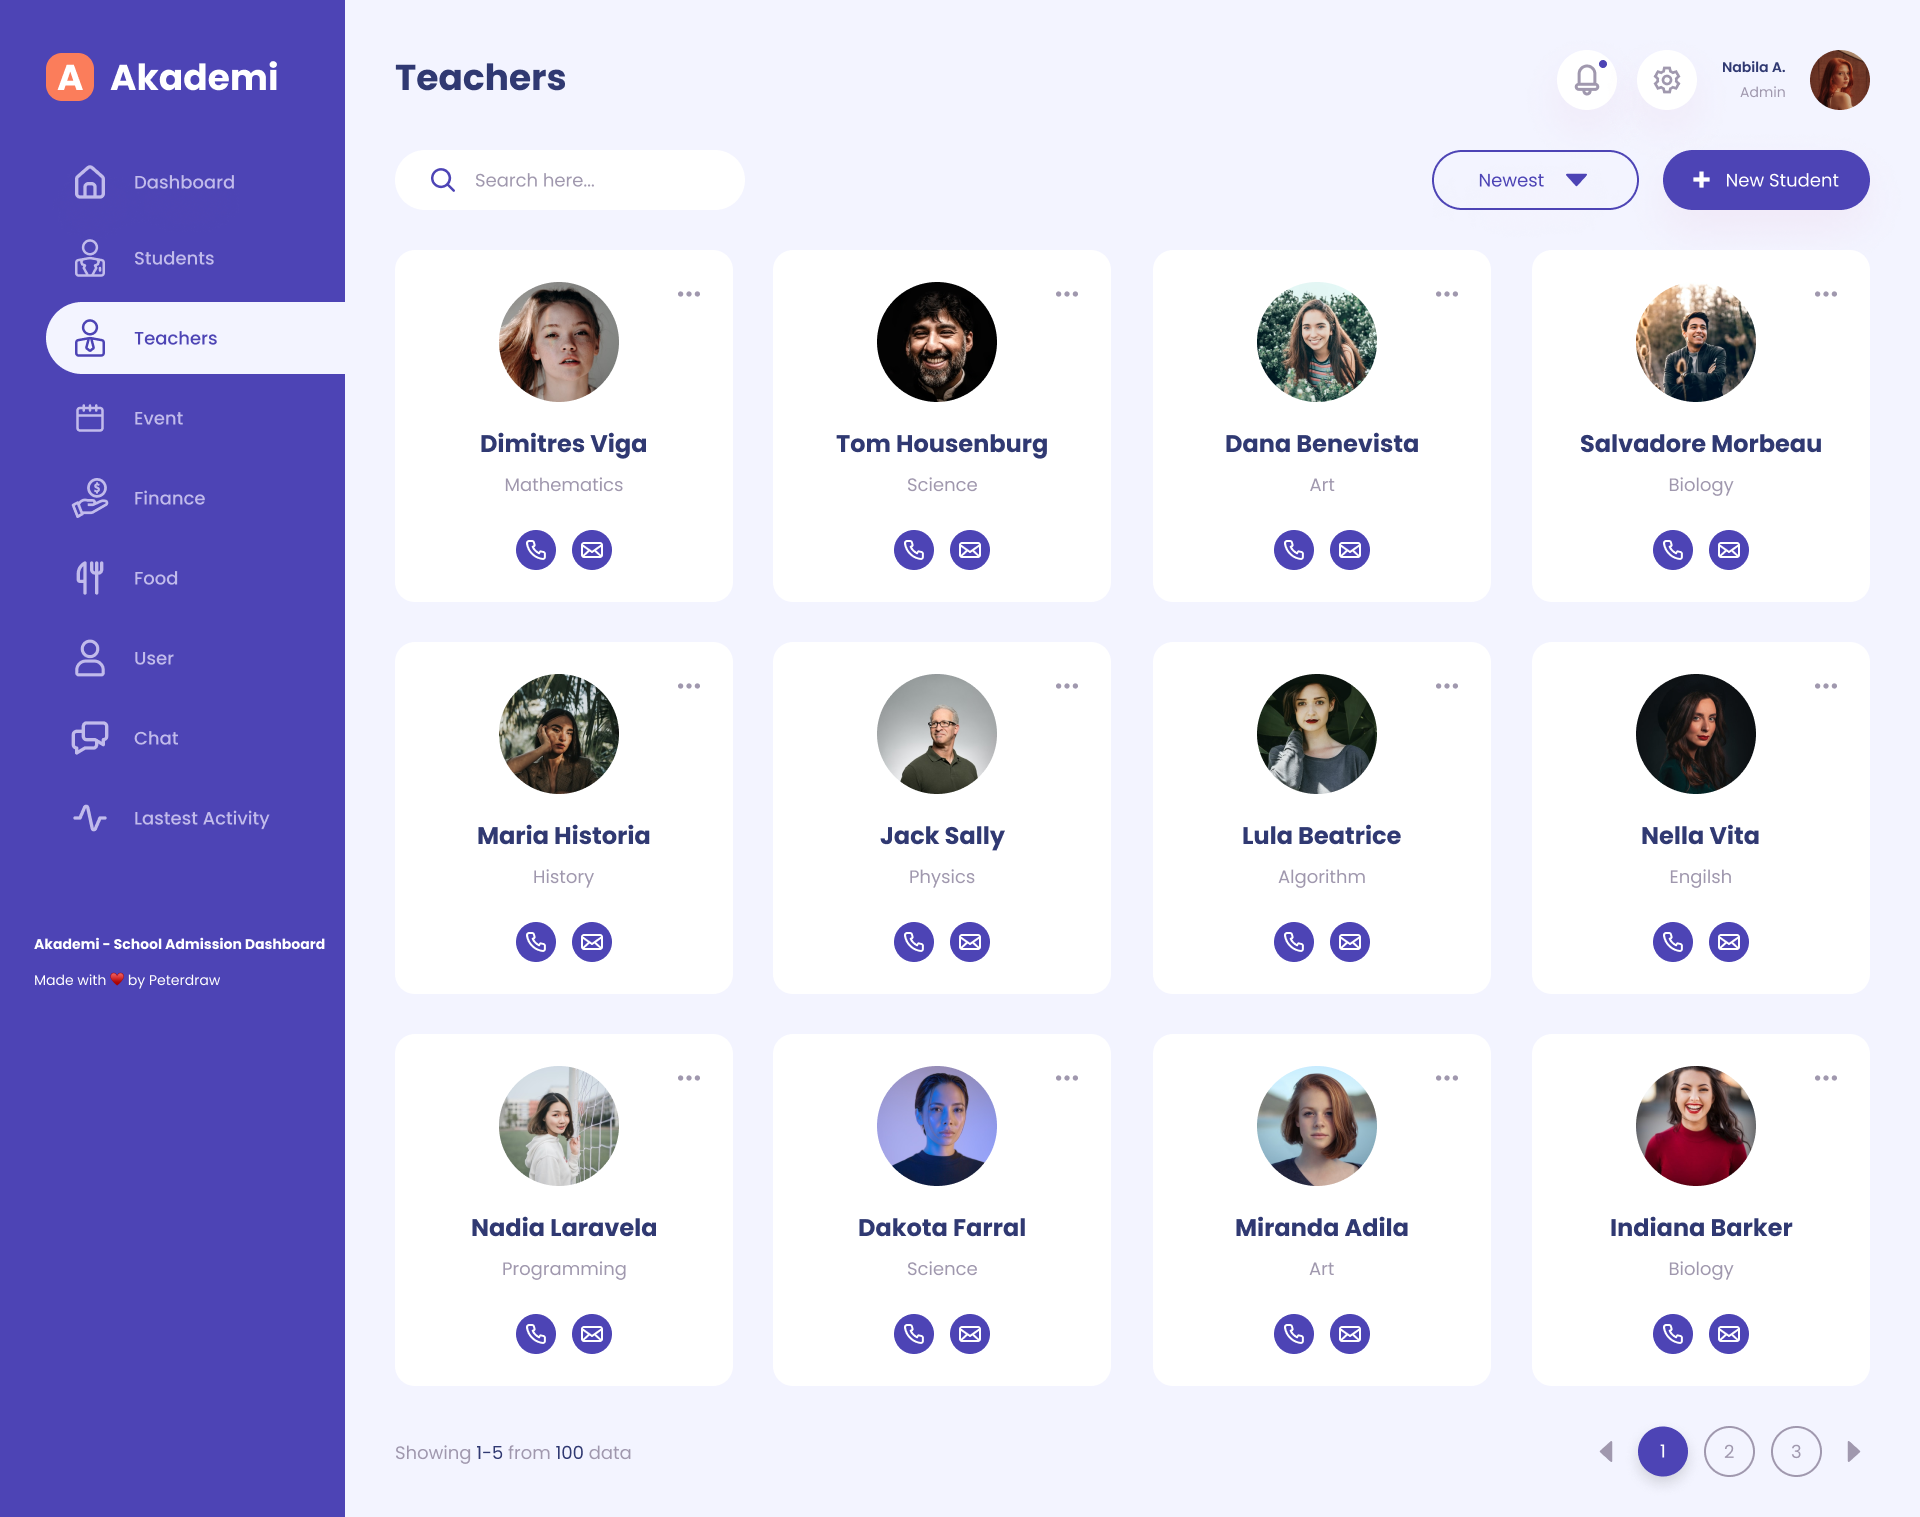 A Akademi
Dashboard
Students
Teachers
Event
Finance
Food
User
Chat
Lastest Activity
Akademi - School Admission Dashboard
Made with ❤️ by Peterdraw
Teachers
Nabila A.
Admin
Search here...
Newest
New Student
Dimitres Viga
Mathematics
Tom Housenburg
Science
Dana Benevista
Art
Salvadore Morbeau
Biology
Maria Historia
History
Jack Sally
Physics
Lula Beatrice
Algorithm
Nella Vita
Engilsh
Nadia Laravela
Programming
Dakota Farral
Science
Miranda Adila
Art
Indiana Barker
Biology
Showing 1-5 from 100 data
1 2 3